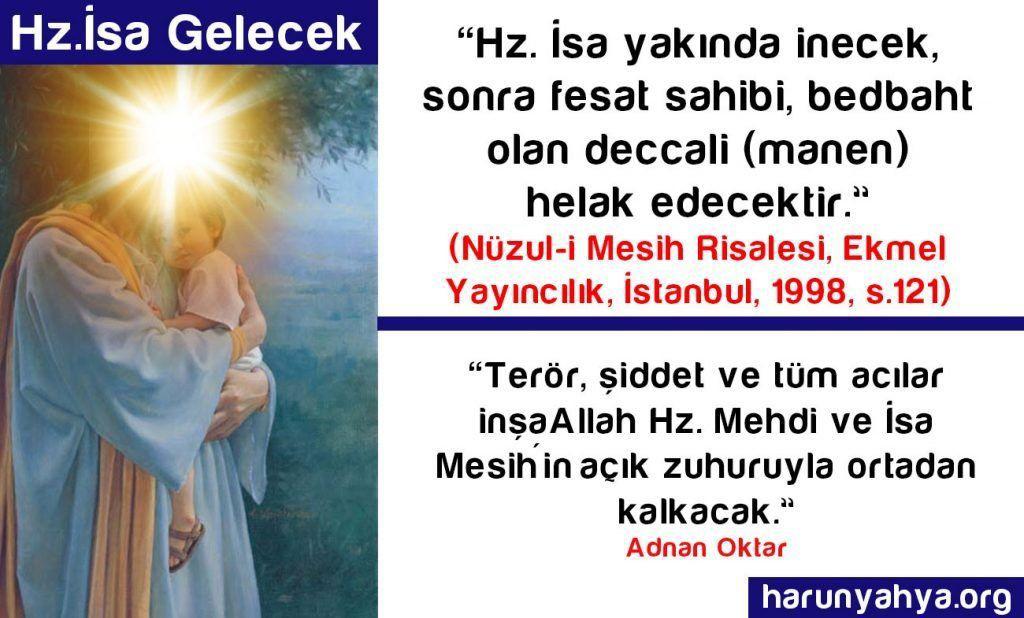 Hz.İsa Gelecek
“Hz. İsa yakında inecek,
sonra fesat sahibi, bedbaht
olan deccali (manen)
helak edecektir.“
(Nüzul-i Mesih Risalesi, Ekmel
Yayıncılık, İstanbul, 1998, s.121)
“Terör, şiddet ve tüm acılar
inşaAllah Hz. Mehdi ve İsa
Mesih'in açık zuhuruyla ortadan
kalkacak.“
Adnan Oktar
harunyahya.org